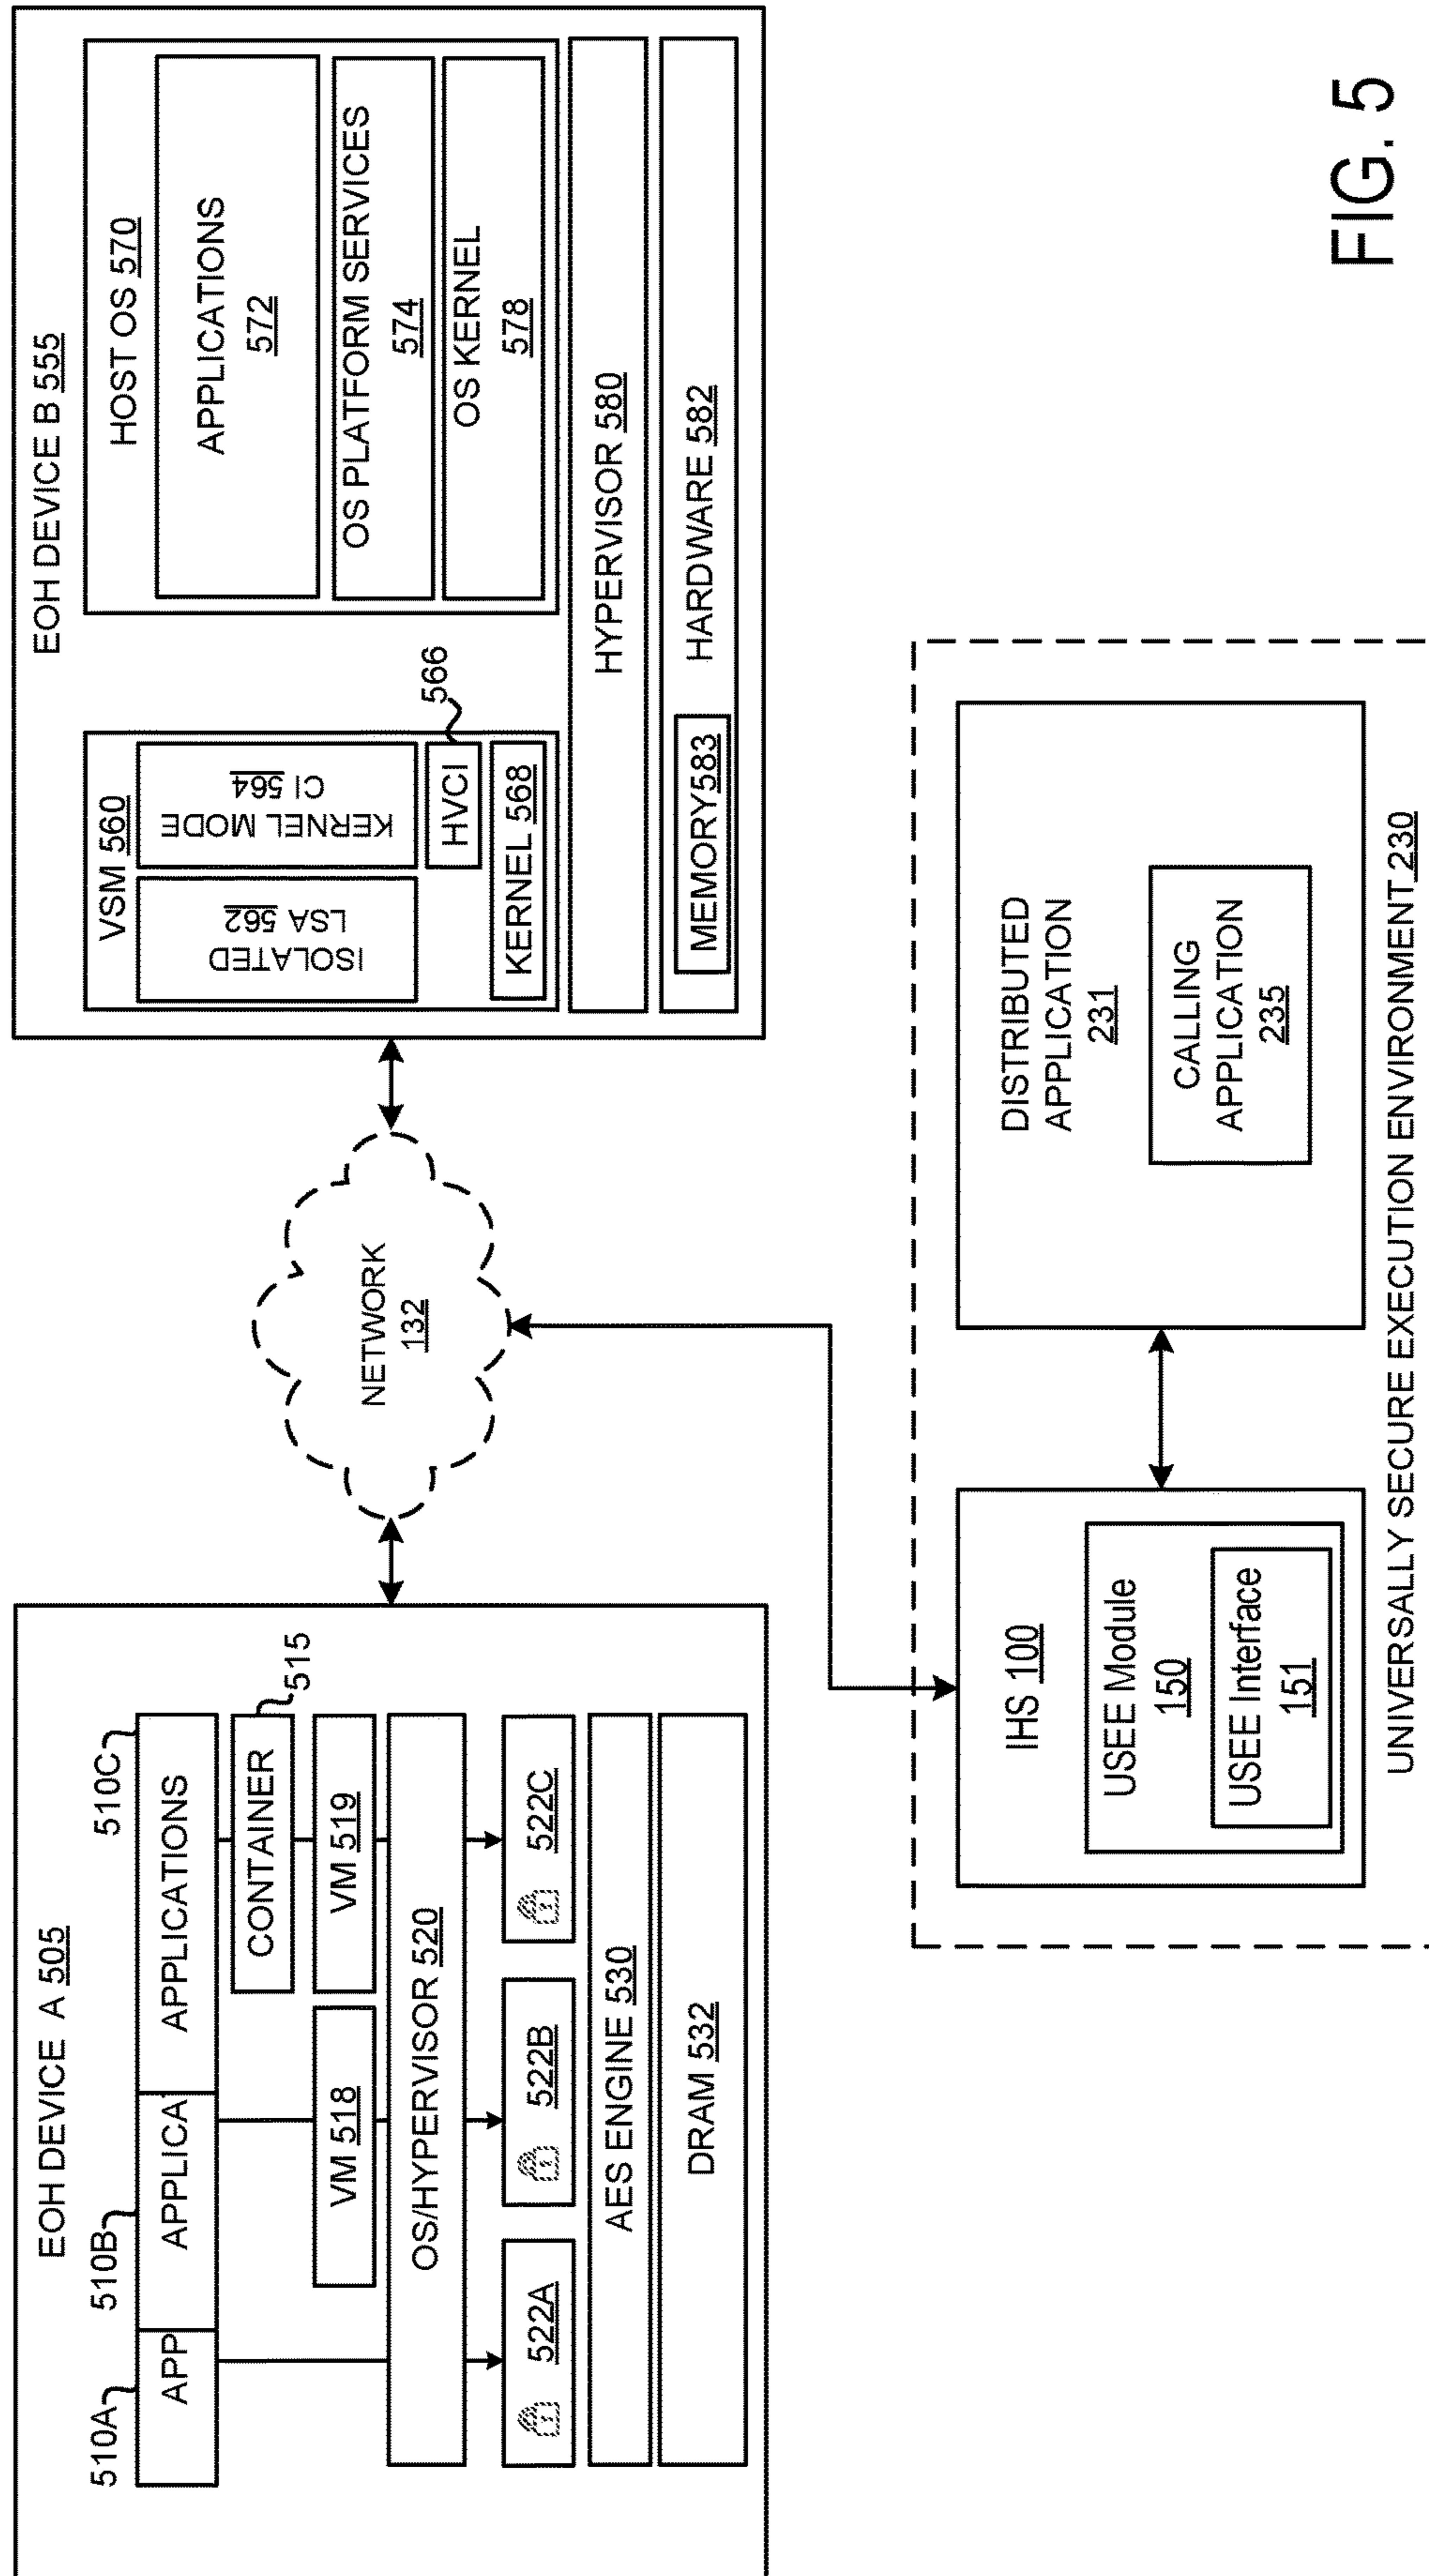 EOH DEVICE A 505
510A
510B
510C
APP
APPLICA
APPLICATIONS
CONTAINER
515
VM 518
VM 519
OS/HYPERVISOR 520
522A
522B
522C
AES ENGINE 530
DRAM 532
NETWORK
132
EOH DEVICE B 555
VSM 560
ISOLATED
LSA 562
KERNEL MODE
CI 564
HVCI
566
KERNEL 568
HOST OS 570
APPLICATIONS
572
OS PLATFORM SERVICES
574
OS KERNEL
578
HYPERVISOR 580
MEMORY583
HARDWARE 582
IHS 100
USEE Module
150
USEE Interface
151
DISTRIBUTED
APPLICATION
231
CALLING
APPLICATION
235
UNIVERSALLY SECURE EXECUTION ENVIRONMENT 230
FIG. 5